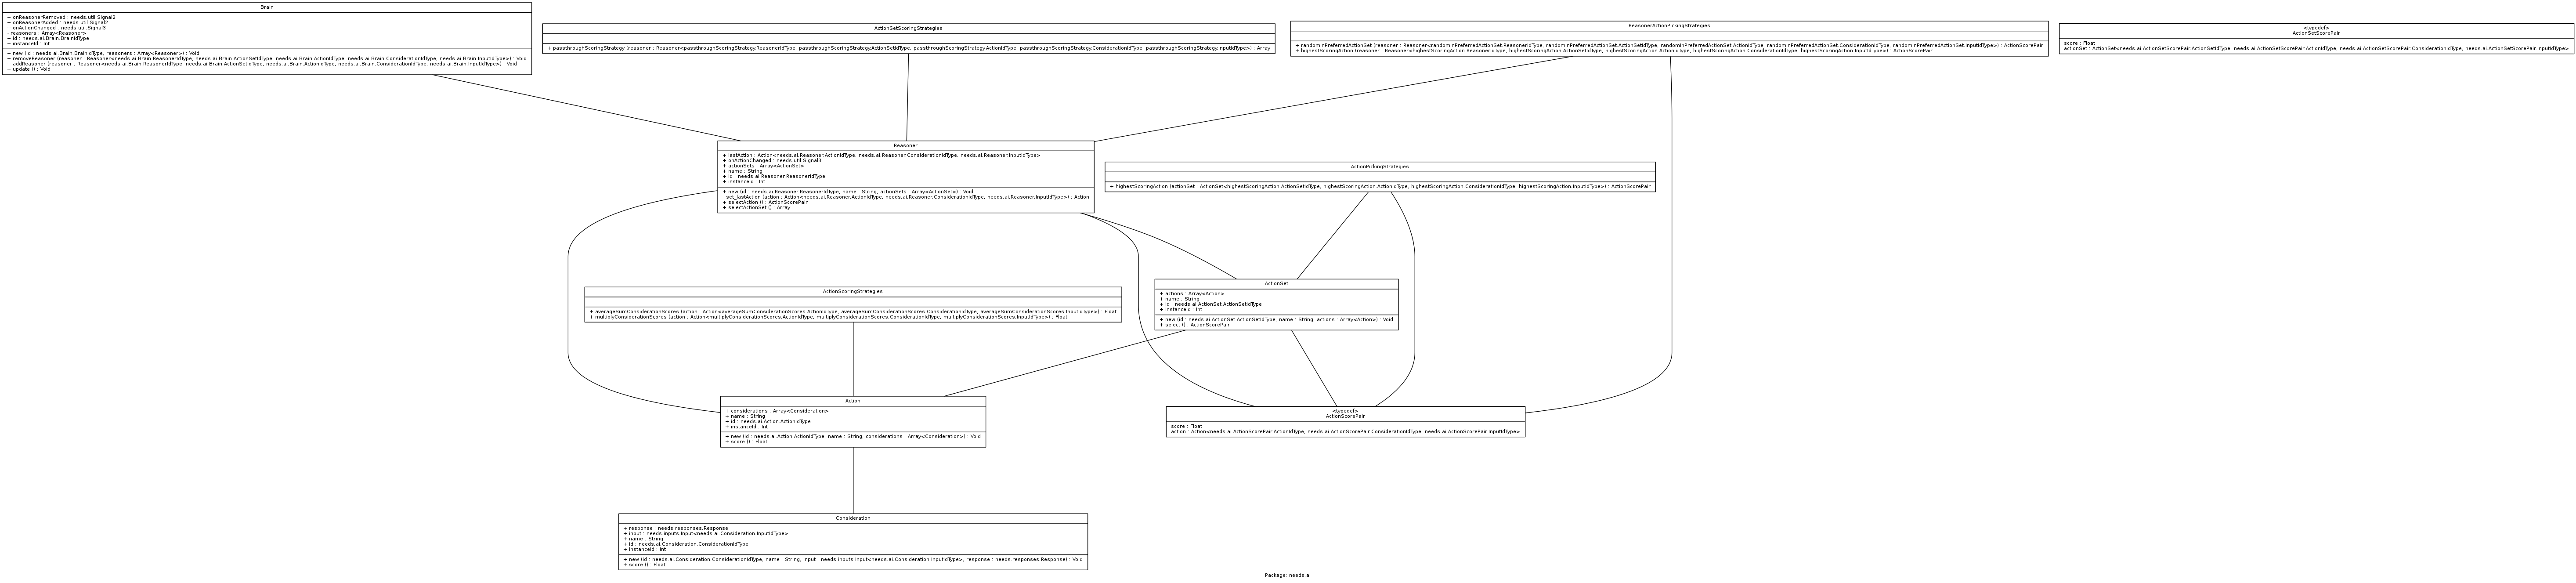 Brain
+ onReasonerRemoved : needs.util.Signal2
+ onReasonerAdded : needs.util.Signal2
+ onActionChanged : needs.util.Signal3
- reasoners : Array<Reasoner>
+ id : needs.ai.Brain.BrainIdType
+ instanceId : Int
+ new (id : needs.ai.Brain.BrainIdType, reasoners : Array<Reasoner>) : Void
+ removeReasoner (reasoner : Reasoner<needs.ai.Brain.ReasonerIdType, needs.ai.Brain.ActionSetIdType, needs.ai.Brain.ActionIdType, needs.ai.Brain.ConsiderationIdType, needs.ai.Brain.InputIdType>) : Void
+ addReasoner (reasoner : Reasoner<needs.ai.Brain.ReasonerIdType, needs.ai.Brain.ActionSetIdType, needs.ai.Brain.ActionIdType, needs.ai.Brain.ConsiderationIdType, needs.ai.Brain.InputIdType>) : Void
+ update () : Void
ActionSetScoringStrategies
+ passthroughScoringStrategy (reasoner : Reasoner<passthroughScoringStrategy.ReasonerIdType, passthroughScoringStrategy.ActionSetIdType, passthroughScoringStrategy.ActionIdType, passthroughScoringStrategy.ConsiderationIdType, passthroughScoringStrategy.InputIdType>) : Array
ReasonerActionPickingStrategies
+ randomInPreferredActionSet (reasoner : Reasoner<randomInPreferredActionSet.ReasonerIdType, randomInPreferredActionSet.ActionSetIdType, randomInPreferredActionSet.ActionIdType, randomInPreferredActionSet.ConsiderationIdType, randomInPreferredActionSet.InputIdType>) : ActionScorePair
+ highestScoringAction (reasoner : Reasoner<highestScoringAction.ReasonerIdType, highestScoringAction.ActionSetIdType, highestScoringAction.ActionIdType, highestScoringAction.ConsiderationIdType, highestScoringAction.InputIdType>) : ActionScorePair
<typedef>
ActionSetScorePair
score : Float
actionSet : ActionSet<needs.ai.ActionSetScorePair.ActionSetIdType, needs.ai.ActionSetScorePair.ActionIdType, needs.ai.ActionSetScorePair.ConsiderationIdType, needs.ai.ActionSetScorePair.InputIdType>
Reasoner
+ lastAction : Action<needs.ai.Reasoner.ActionIdType, needs.ai.Reasoner.ConsiderationIdType, needs.ai.Reasoner.InputIdType>
+ onActionChanged : needs.util.Signal3
+ actionSets : Array<ActionSet>
+ name : String
+ id : needs.ai.Reasoner.ReasonerIdType
+ instanceId : Int
+ new (id : needs.ai.Reasoner.ReasonerIdType, name : String, actionSets : Array<ActionSet>) : Void
- set_lastAction (action : Action<needs.ai.Reasoner.ActionIdType, needs.ai.Reasoner.ConsiderationIdType, needs.ai.Reasoner.InputIdType>) : Action
+ selectAction () : ActionScorePair
+ selectActionSet () : Array
ActionPickingStrategies
+ highestScoringAction (actionSet : ActionSet<highestScoringAction.ActionSetIdType, highestScoringAction.ActionIdType, highestScoringAction.ConsiderationIdType, highestScoringAction.InputIdType>) : ActionScorePair
ActionSet
+ actions : Array<Action>
+ name : String
+ id : needs.ai.ActionSet.ActionSetIdType
+ instanceId : Int
+ new (id : needs.ai.ActionSet.ActionSetIdType, name : String, actions : Array<Action>) : Void
+ select () : ActionScorePair
ActionScoringStrategies
+ averageSumConsiderationScores (action : Action<averageSumConsiderationScores.ActionIdType, averageSumConsiderationScores.ConsiderationIdType, averageSumConsiderationScores.InputIdType>) : Float
+ multiplyConsiderationScores (action : Action<multiplyConsiderationScores.ActionIdType, multiplyConsiderationScores.ConsiderationIdType, multiplyConsiderationScores.InputIdType>) : Float
Action
+ considerations : Array<Consideration>
+ name : String
+ id : needs.ai.Action.ActionIdType
+ instanceId : Int
+ new (id : needs.ai.Action.ActionIdType, name : String, considerations : Array<Consideration>) : Void
+ score () : Float
<typedef>
ActionScorePair
score : Float
action : Action<needs.ai.ActionScorePair.ActionIdType, needs.ai.ActionScorePair.ConsiderationIdType, needs.ai.ActionScorePair.InputIdType>
Consideration
+ response : needs.responses.Response
+ input : needs.inputs.Input<needs.ai.Consideration.InputIdType>
+ name : String
+ id : needs.ai.Consideration.ConsiderationIdType
+ instanceId : Int
+ new (id : needs.ai.Consideration.ConsiderationIdType, name : String, input : needs.inputs.Input<needs.ai.Consideration.InputIdType>, response : needs.responses.Response) : Void
+ score () : Float
Package: needs.ai